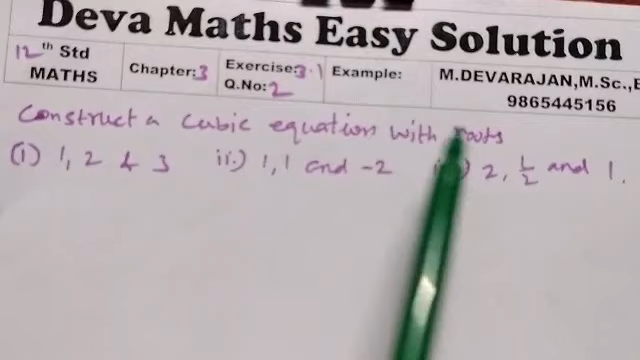 Deva Maths Easy Solution
12th Std MATHS
Chapter:3
Exercise:3.1 Q.No:2
Example:
M.DEVARAJAN,M.Sc.,
9865445156
Construct a cubic equation with roots
(i) 1, 2 & 3 ii.) 1, 1 and -2 2, 1/2 and 1.